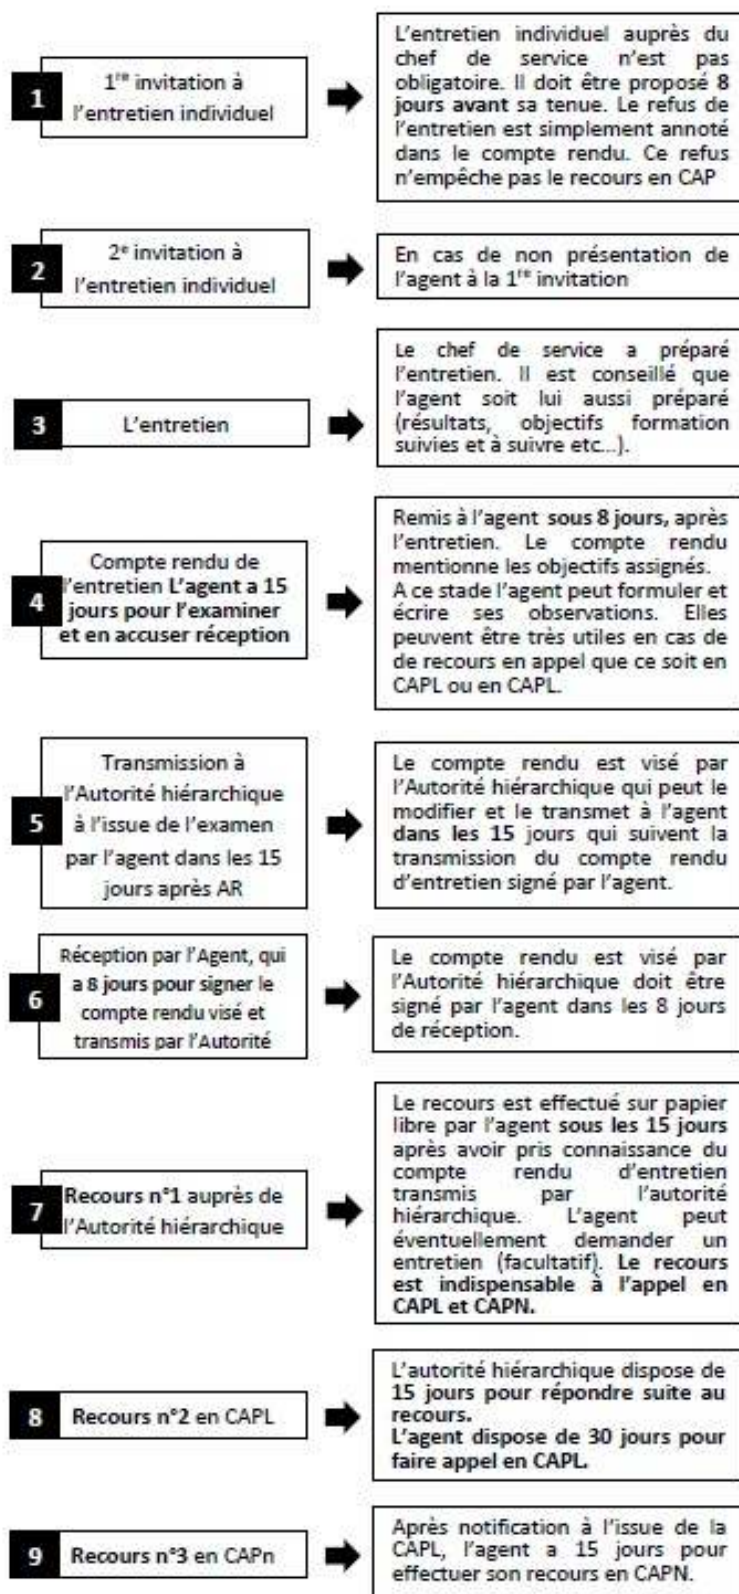 1
1re invitation à
l'entretien individuel
L'entretien individuel auprès du
chef de service n'est pas
obligatoire. Il doit être proposé 8
jours avant sa tenue. Le refus de
l'entretien est simplement annoté
dans le compte rendu. Ce refus
n'empêche pas le recours en CAP
2
2e invitation à
l'entretien individuel
En cas de non présentation de
l'agent à la 1re invitation
3
L'entretien
Le chef de service a préparé
l'entretien. Il est conseillé que
l'agent soit lui aussi préparé
(résultats, objectifs formation
suivies et à suivre etc...).
4
Compte rendu de
l'entretien L'agent a 15
jours pour l'examiner
et en accuser réception
Remis à l'agent sous 8 jours, après
l'entretien. Le compte rendu
mentionne les objectifs assignés.
A ce stade l'agent peut formuler et
écrire ses observations. Elles
peuvent être très utiles en cas de
de recours en appel que ce soit en
CAPL ou en CAPL.
5
Transmission à
l'Autorité hiérarchique
à l'issue de l'examen
par l'agent dans les 15
jours après AR
Le compte rendu est visé par
l'Autorité hiérarchique qui peut le
modifier et le transmet à l'agent
dans les 15 jours qui suivent la
transmission du compte rendu
d'entretien signé par l'agent.
6
Réception par l'Agent, qui
a 8 jours pour signer le
compte rendu visé et
transmis par l'Autorité
Le compte rendu est visé par
l'Autorité hiérarchique doit être
signé par l'agent dans les 8 jours
de réception.
7
Recours n°1 auprès de
l'Autorité hiérarchique
Le recours est effectué sur papier
libre par l'agent sous les 15 jours
après avoir pris connaissance du
compte rendu d'entretien
transmis par l'autorité
hiérarchique. L'agent peut
éventuellement demander un
entretien (facultatif). Le recours
est indispensable à l'appel en
CAPL et CAPN.
8
Recours n°2 en CAPL
L'autorité hiérarchique dispose de
15 jours pour répondre suite au
recours.
L'agent dispose de 30 jours pour
faire appel en CAPL.
9
Recours n°3 en CAPn
Après notification à l'issue de la
CAPL, l'agent a 15 jours pour
effectuer son recours en CAPN.